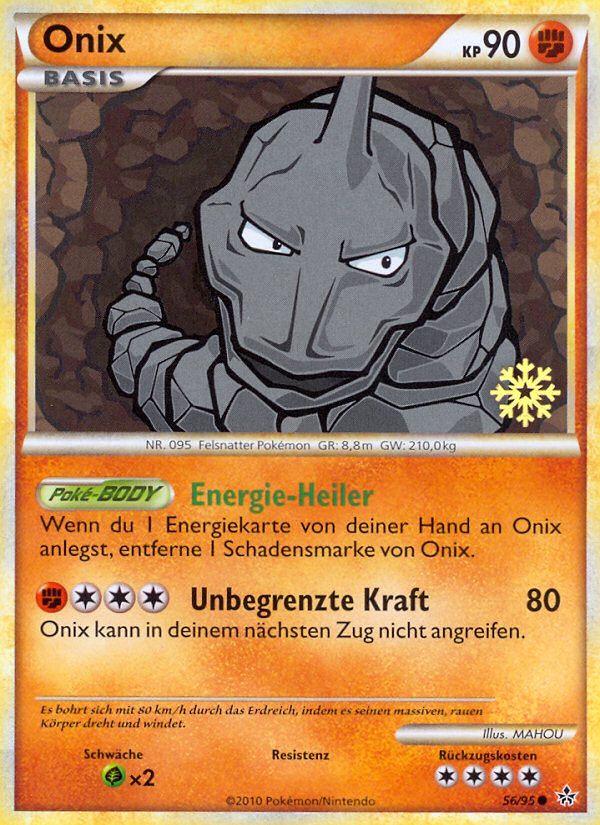 Onix
KP 90
BASIS
NR. 095 Felsnatter Pokémon GR: 8,8m GW: 210,0kg
Poké-BODY Energie-Heiler
Wenn du 1 Energiekarte von deiner Hand an Onix
anlegst, entferne 1 Schadensmarke von Onix.
Unbegrenzte Kraft 80
Onix kann in deinem nächsten Zug nicht angreifen.
Es bohrt sich mit 80 km/h durch das Erdreich, indem es seinen massiven, rauen
Körper dreht und windet.
Illus. MAHOU
Schwäche Resistenz Rückzugskosten
×2
©2010 Pokémon/Nintendo 56/95